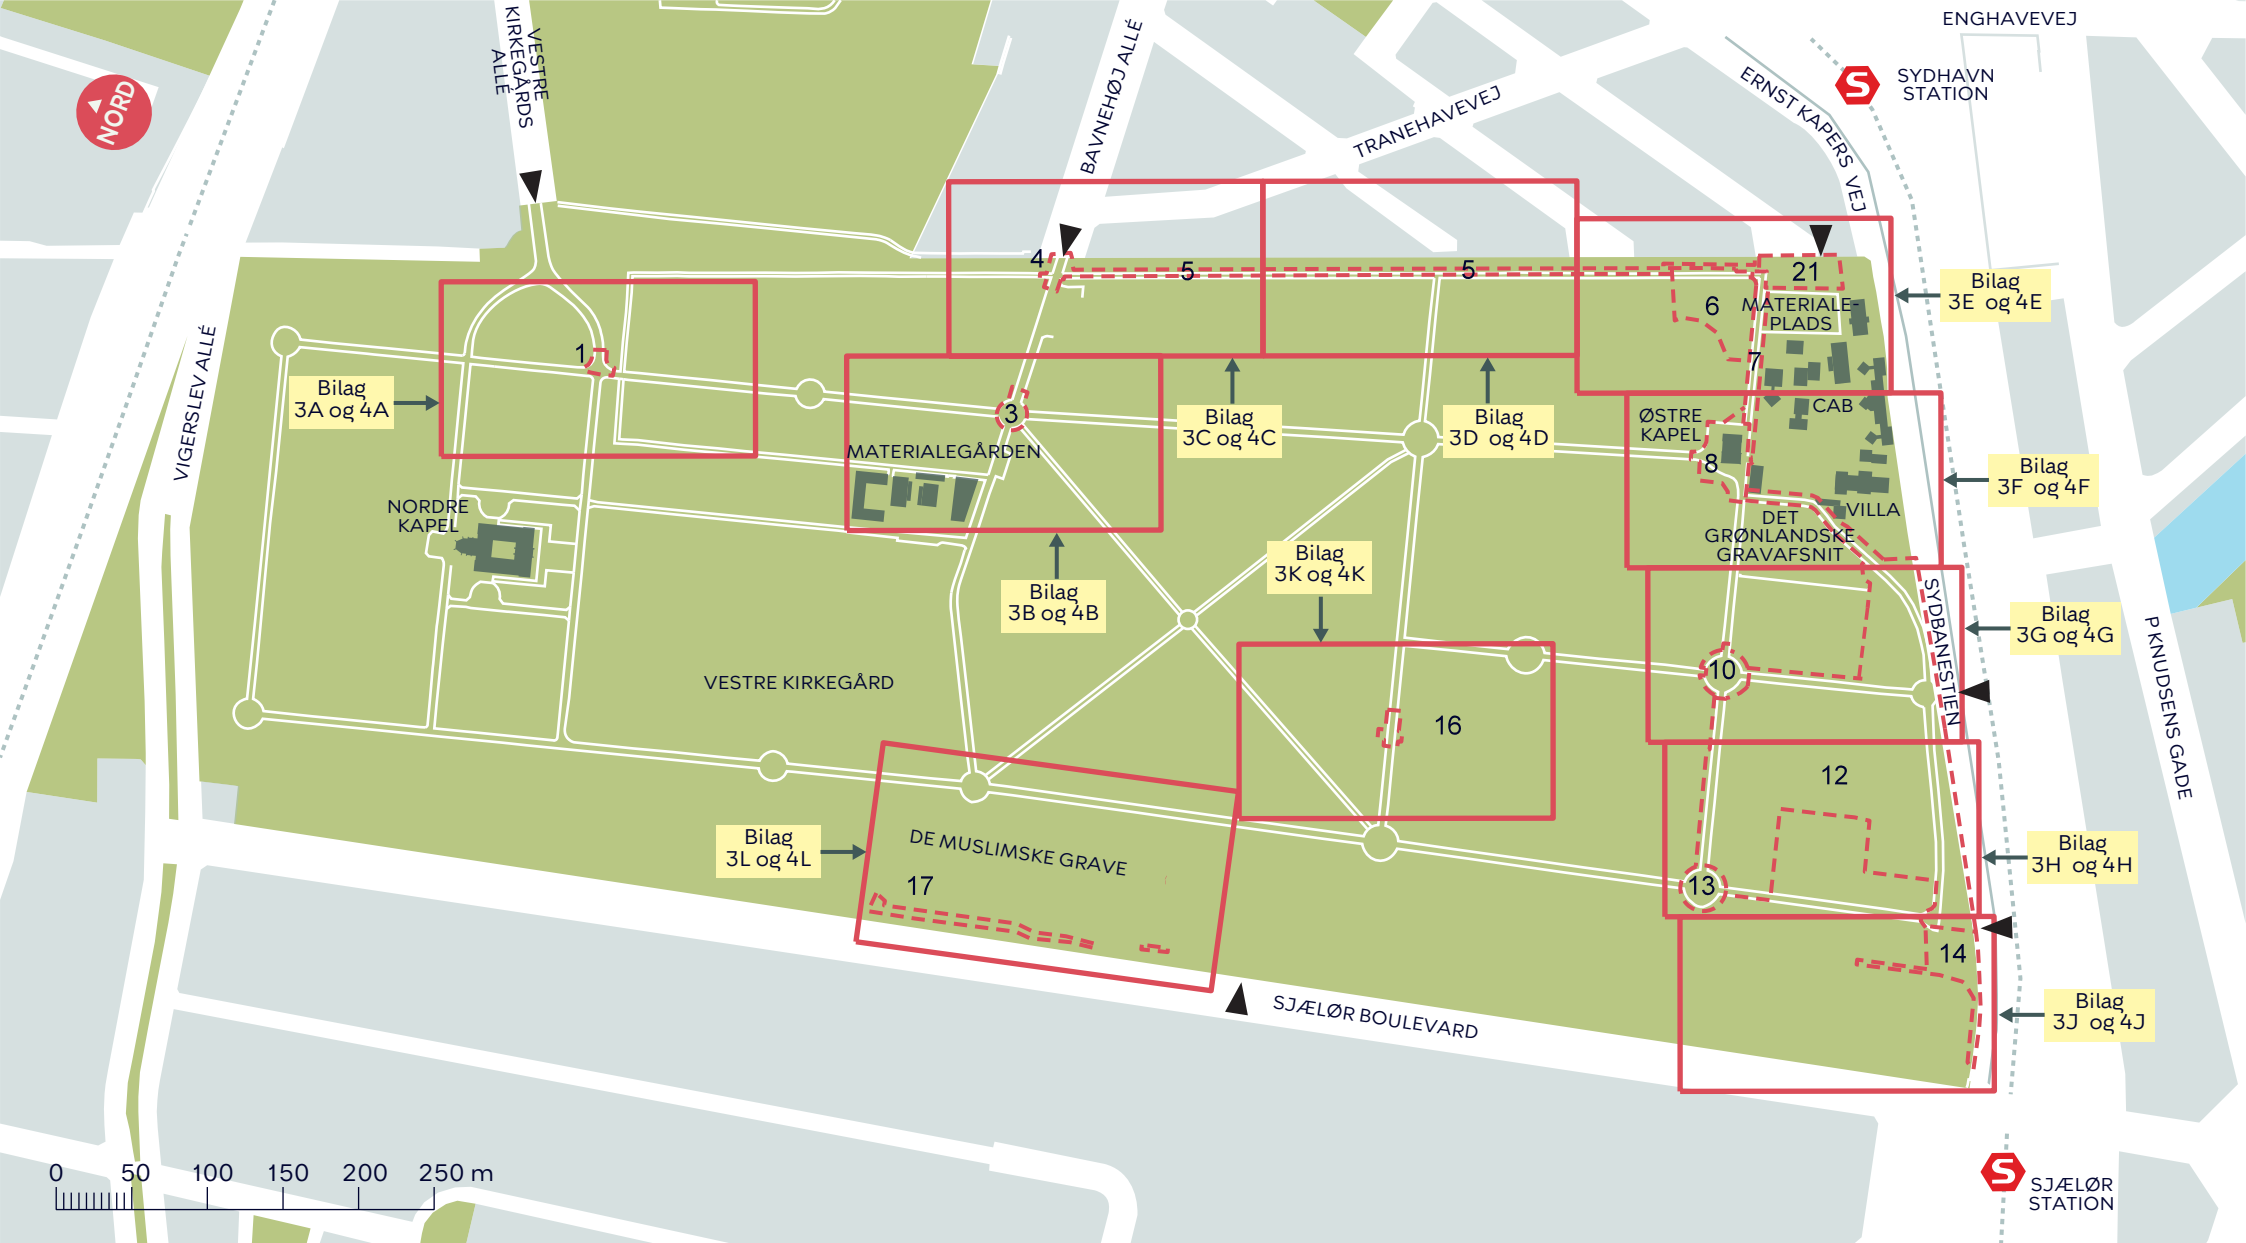 ENGHAVEVEJ
VESTRE
KIRKEGÅRDS
ALLÉ
BAVNEHØJ ALLÉ
TRANEHAVEVEJ
ERNST KAPERS VEJ
S
SYDHAVN
STATION
NORD
4
5
5
21
6
MATERIALE-
PLADS
Bilag
3E og 4E
VIGERSLEV ALLÉ
1
7
Bilag
3A og 4A
3
Bilag
3C og 4C
Bilag
3D og 4D
ØSTRE
KAPEL
CAB
MATERIALEGÅRDEN
8
Bilag
3F og 4F
NORDRE
KAPEL
VILLA
DET
GRØNLANDSKE
GRAVAFSNIT
Bilag
3K og 4K
Bilag
3B og 4B
SYDBANESTIEN
Bilag
3G og 4G
P KNUDSENS GADE
VESTRE KIRKEGÅRD
10
16
12
Bilag
3L og 4L
DE MUSLIMSKE GRAVE
17
Bilag
3H og 4H
13
14
SJÆLØR BOULEVARD
Bilag
3J og 4J
0 50 100 150 200 250 m
S
SJÆLØR
STATION